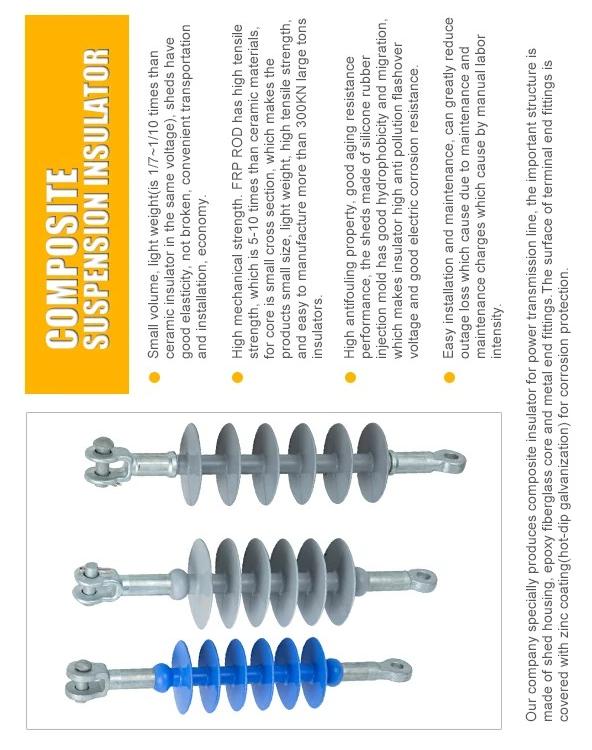 COMPOSITE
SUSPENSION INSULATOR
Small volume, light weight(is 1/7~1/10 times than
ceramic insulator in the same voltage), sheds have
good elasticity, not broken, convenient transportation
and installation, economy.
High mechanical strength. FRP ROD has high tensile
strength, which is 5-10 times than ceramic materials,
for core is small cross section, which makes the
products small size, light weight, high tensile strength,
and easy to manufacture more than 300KN large tons
insulators.
High antifouling property, good aging resistance
performance, the sheds made of silicone rubber
injection mold has good hydrophobicity and migration,
which makes insulator high anti pollution flashover
voltage and good electric corrosion resistance.
Easy installation and maintenance, can greatly reduce
outage loss which cause due to maintenance and
maintenance charges which cause by manual labor
intensity.
Our company specially produces composite insulator for power transmission line, the important structure is
made of shed housing, epoxy fiberglass core and metal end fittings.The surface of terminal end fittings is
covered with zinc coating(hot-dip galvanization) for corrosion protection.